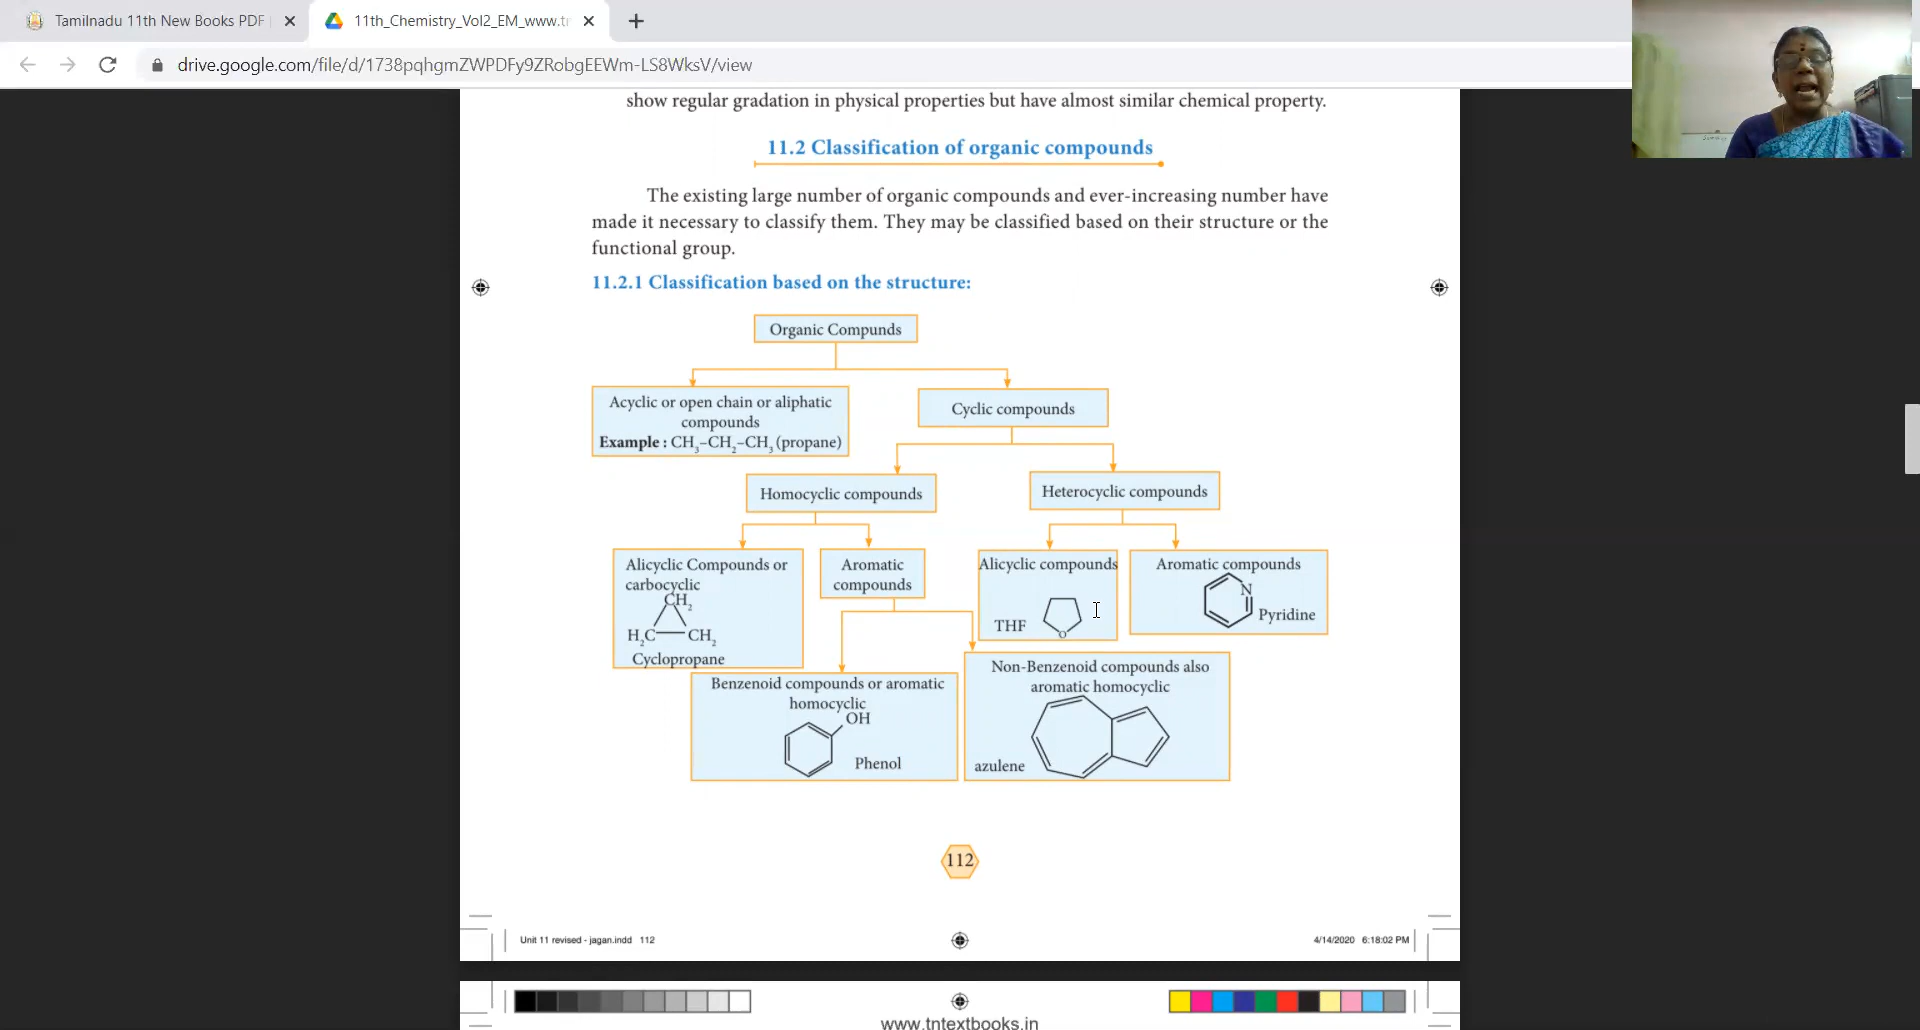 Tamilnadu 11th New Books PDF
11th_Chemistry_Vol2_EM_www.tn
drive.google.com/file/d/1738pqhgmZWPDFy9ZRobgEEWm-LS8WksV/view
show regular gradation in physical properties but have almost similar chemical property.
11.2 Classification of organic compounds
The existing large number of organic compounds and ever-increasing number have
made it necessary to classify them. They may be classified based on their structure or the
functional group.
11.2.1 Classification based on the structure:
Organic Compunds
Acyclic or open chain or aliphatic
compounds
Example : CH₃–CH₂–CH₃ (propane)
Cyclic compounds
Homocyclic compounds
Heterocyclic compounds
Alicyclic Compounds or
carbocyclic
CH₂
H₂C CH₂
Cyclopropane
Aromatic
compounds
Alicyclic compounds
THF
O
Aromatic compounds
N
Pyridine
Benzenoid compounds or aromatic
homocyclic
OH
Phenol
Non-Benzenoid compounds also
aromatic homocyclic
azulene
112
Unit 11 revised - jagan.indd 112
4/14/2020 6:18:02 PM
www.tntextbooks.in